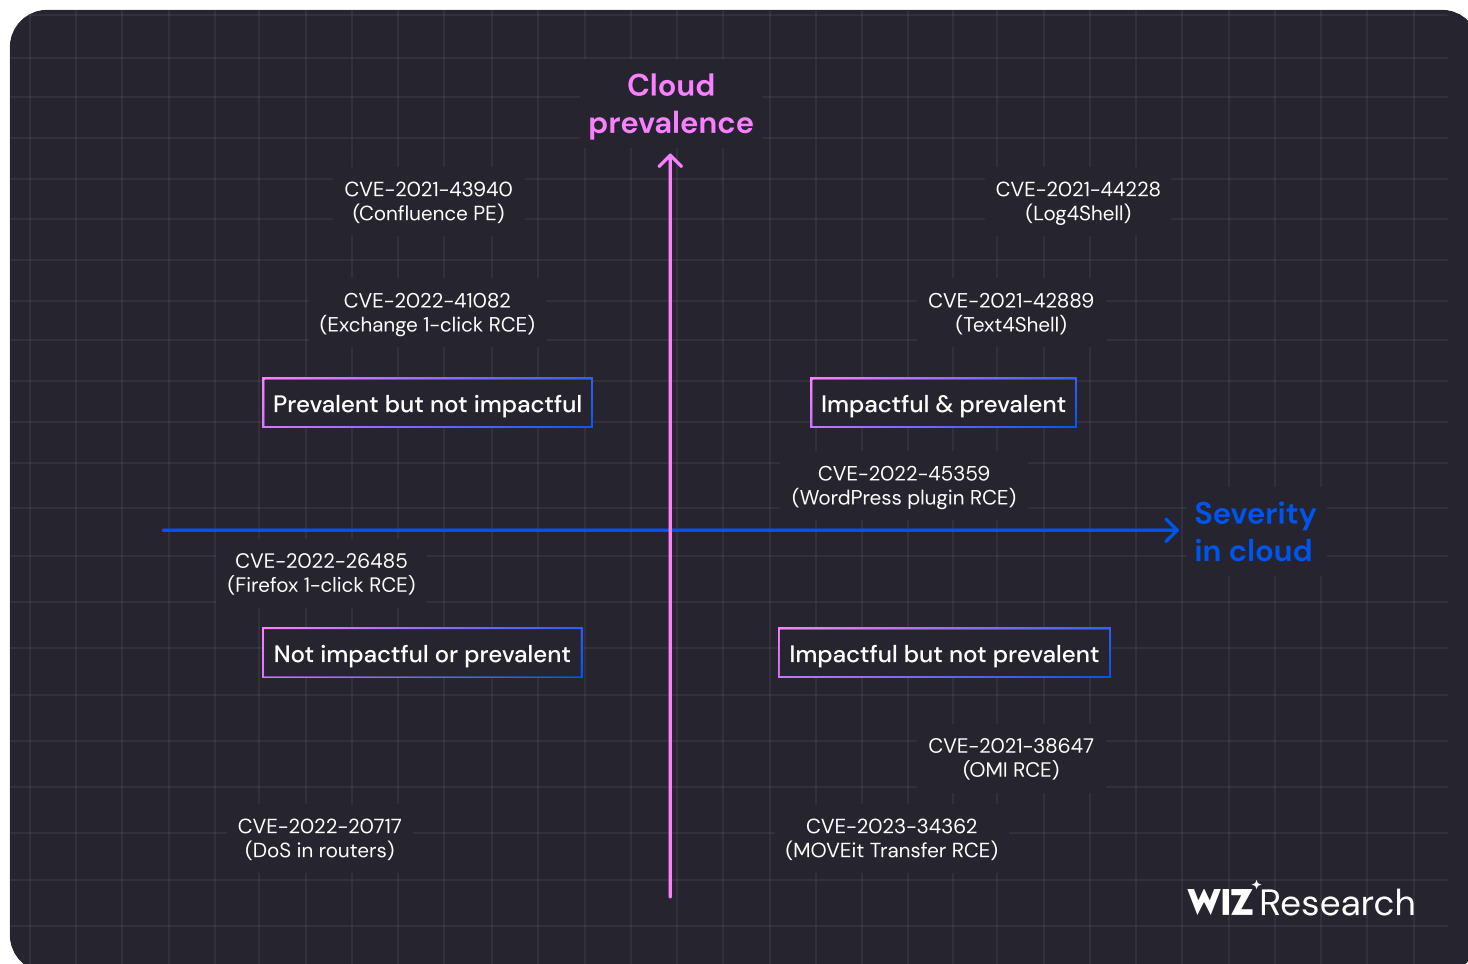 Cloud
prevalence
CVE-2021-43940
(Confluence PE)
CVE-2021-44228
(Log4Shell)
CVE-2022-41082
(Exchange 1-click RCE)
CVE-2021-42889
(Text4Shell)
Prevalent but not impactful
Impactful & prevalent
CVE-2022-45359
(WordPress plugin RCE)
Severity
in cloud
CVE-2022-26485
(Firefox 1-click RCE)
Not impactful or prevalent
Impactful but not prevalent
CVE-2021-38647
(OMI RCE)
CVE-2022-20717
(DoS in routers)
CVE-2023-34362
(MOVEit Transfer RCE)
WIZ Research